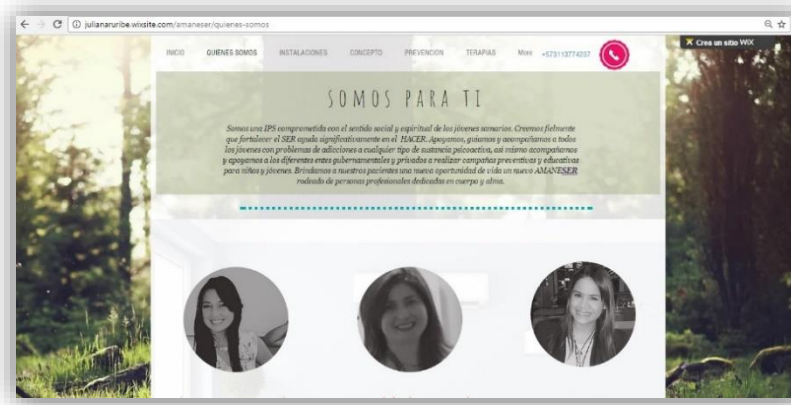 julianaruribe.wixsite.com/amaneser/quienes-somos
Crea un sitio WiX
INICIO QUIENES SOMOS INSTALACIONES CONCEPTO PREVENCION TERAPIAS More +573113774207
SOMOS PARA TI
Somos una IPS comprometida con el sentido social y espiritual de los jóvenes samarios. Creemos fielmente
que fortalecer el SER ayuda significativamente en el HACER. Apoyamos, guiamos y acompañamos a todos
los jóvenes con problemas de adicciones a cualquier tipo de sustancia psicoactiva, así mismo acompañamos
y apoyamos a los diferentes entes gubernamentales y privados a realizar campañas preventivas y educativas
para niños y jóvenes. Brindamos a nuestros pacientes una nueva oportunidad de vida un nuevo AMANESER
rodeado de personas profesionales dedicadas en cuerpo y alma.